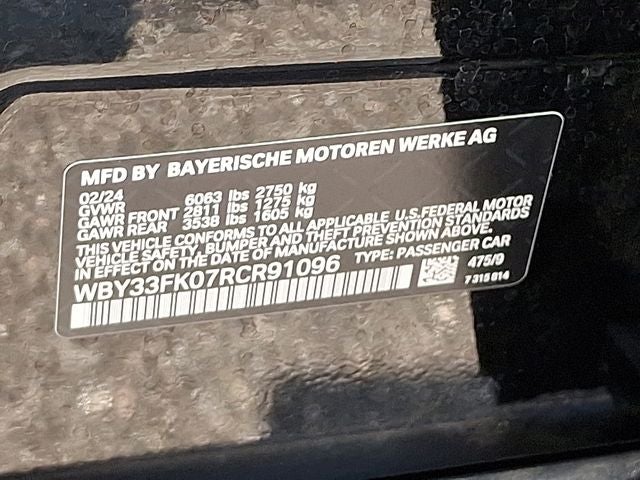 MFD BY BAYERISCHE MOTOREN WERKE AG
02/24
GVWR 6063 lbs 2750 kg
GAWR FRONT 2811 lbs 1275 kg
GAWR REAR 3538 lbs 1605 kg
THIS VEHICLE CONFORMS TO ALL APPLICABLE U.S.FEDERAL MOTOR
VEHICLE SAFETY, BUMPER AND THEFT PREVENTION STANDARDS
IN EFFECT ON THE DATE OF MANUFACTURE SHOWN ABOVE.
WBY33FK07RCR91096 TYPE: PASSENGER CAR
475/9
7 315 814